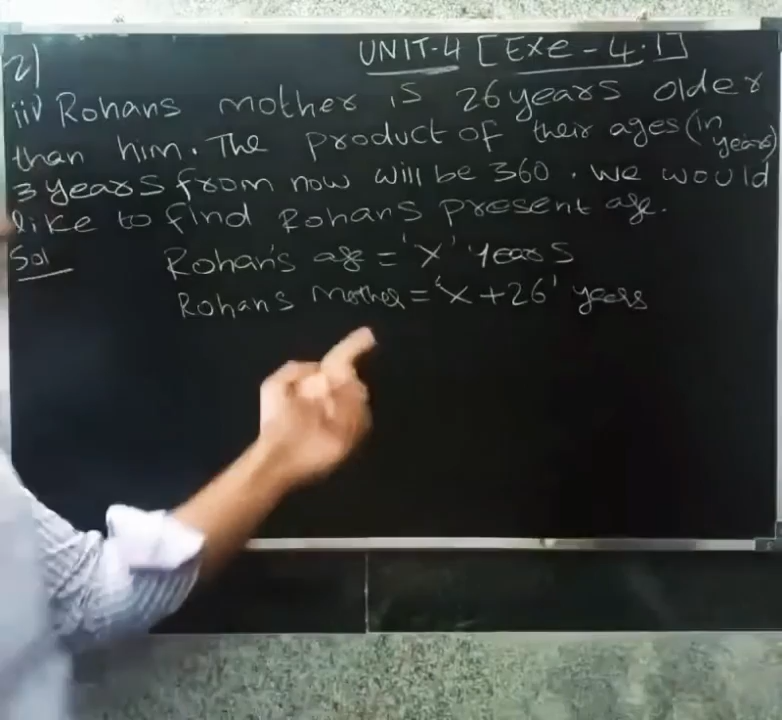 UNIT-4 [Exe-4.1]
2)
iii) Rohans mother is 26 years older
than him. The product of their ages (in years)
3 years from now will be 360. We would
like to find Rohans present age.
Sol
Rohan's age = 'x' years
Rohans mother = 'x+26' years